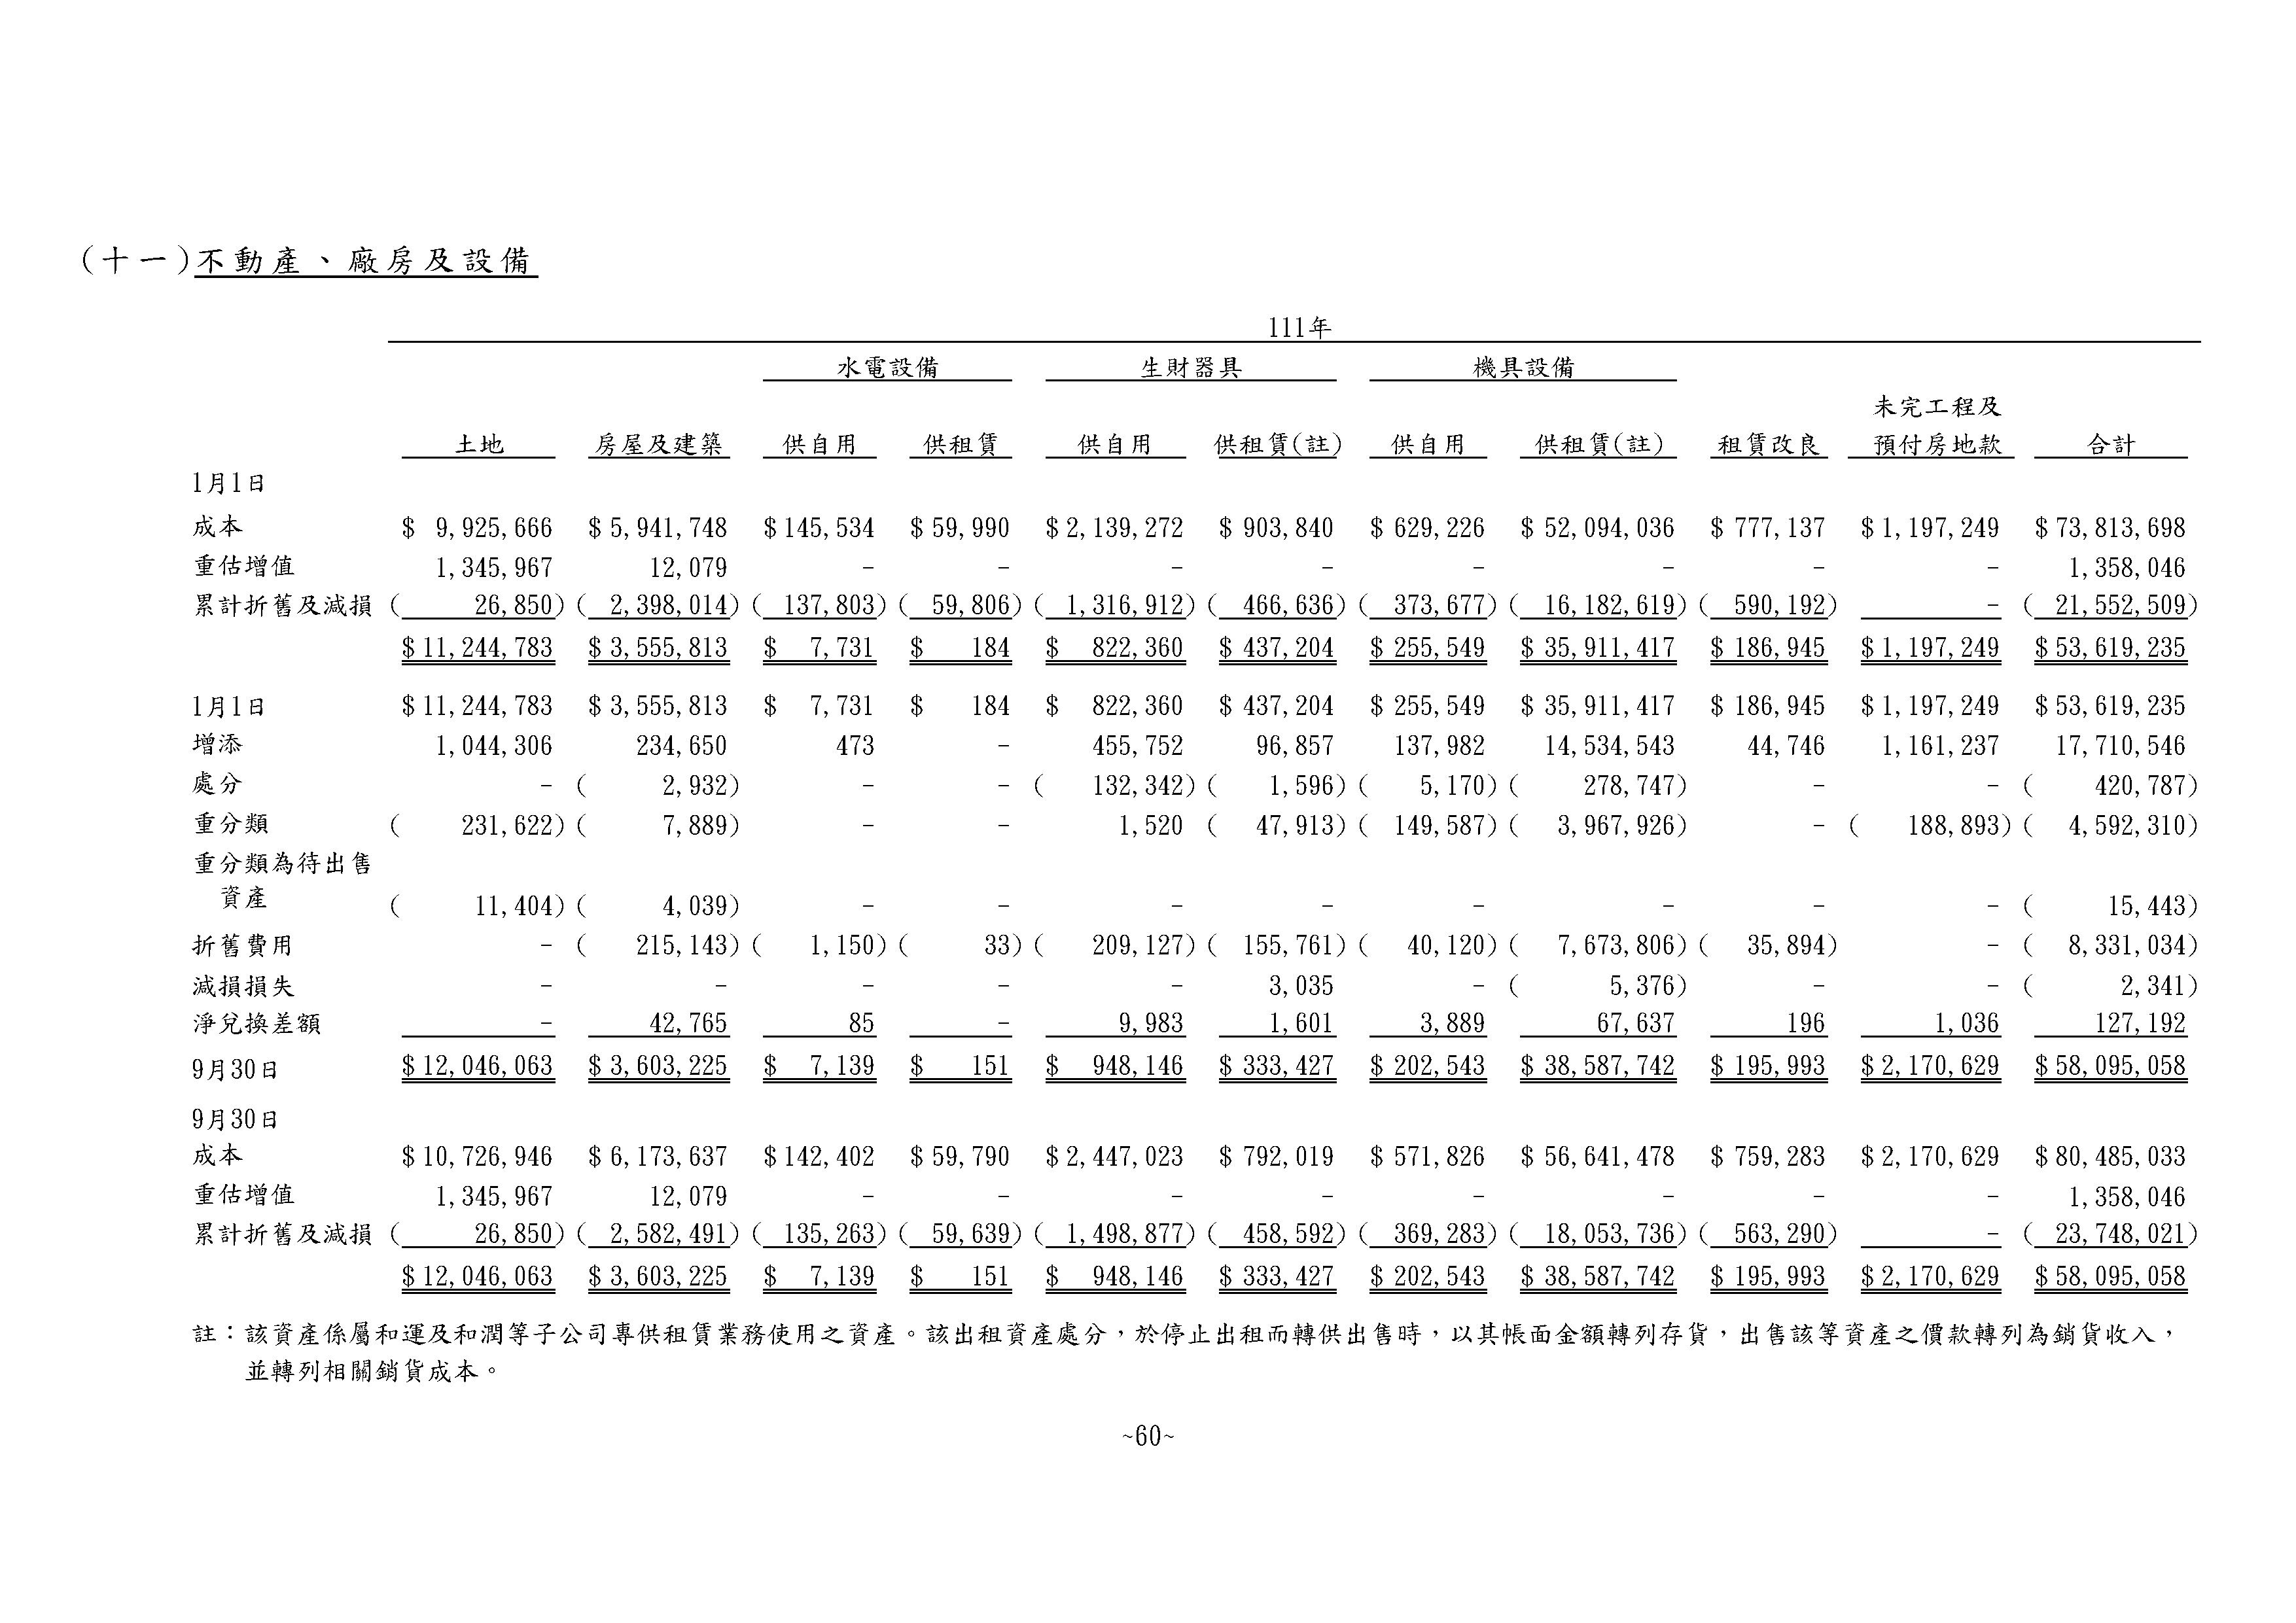 (十一)不動產、廠房及設備
111年
水電設備 生財器具 機具設備
未完工程及
土地 房屋及建築 供自用 供租賃 供自用 供租賃(註) 供自用 供租賃(註) 租賃改良 預付房地款 合計
1月1日
成本 $ 9,925,666 $ 5,941,748 $ 145,534 $ 59,990 $ 2,139,272 $ 903,840 $ 629,226 $ 52,094,036 $ 777,137 $ 1,197,249 $ 73,813,698
重估增值 1,345,967 12,079 - - - - - - - - 1,358,046
累計折舊及減損 ( 26,850) ( 2,398,014) ( 137,803) ( 59,806) ( 1,316,912) ( 466,636) ( 373,677) ( 16,182,619) ( 590,192) - ( 21,552,509)
$ 11,244,783 $ 3,555,813 $ 7,731 $ 184 $ 822,360 $ 437,204 $ 255,549 $ 35,911,417 $ 186,945 $ 1,197,249 $ 53,619,235
1月1日 $ 11,244,783 $ 3,555,813 $ 7,731 $ 184 $ 822,360 $ 437,204 $ 255,549 $ 35,911,417 $ 186,945 $ 1,197,249 $ 53,619,235
增添 1,044,306 234,650 473 - 455,752 96,857 137,982 14,534,543 44,746 1,161,237 17,710,546
處分 - ( 2,932) - - ( 132,342) ( 1,596) ( 5,170) ( 278,747) - - ( 420,787)
重分類 ( 231,622) ( 7,889) - - 1,520 ( 47,913) ( 149,587) ( 3,967,926) - ( 188,893) ( 4,592,310)
重分類為待出售
資產 ( 11,404) ( 4,039) - - - - - - - - ( 15,443)
折舊費用 - ( 215,143) ( 1,150) ( 33) ( 209,127) ( 155,761) ( 40,120) ( 7,673,806) ( 35,894) - ( 8,331,034)
減損損失 - - - - - 3,035 - ( 5,376) - - ( 2,341)
淨兌換差額 - 42,765 85 - 9,983 1,601 3,889 67,637 196 1,036 127,192
9月30日 $ 12,046,063 $ 3,603,225 $ 7,139 $ 151 $ 948,146 $ 333,427 $ 202,543 $ 38,587,742 $ 195,993 $ 2,170,629 $ 58,095,058
9月30日
成本 $ 10,726,946 $ 6,173,637 $ 142,402 $ 59,790 $ 2,447,023 $ 792,019 $ 571,826 $ 56,641,478 $ 759,283 $ 2,170,629 $ 80,485,033
重估增值 1,345,967 12,079 - - - - - - - - 1,358,046
累計折舊及減損 ( 26,850) ( 2,582,491) ( 135,263) ( 59,639) ( 1,498,877) ( 458,592) ( 369,283) ( 18,053,736) ( 563,290) - ( 23,748,021)
$ 12,046,063 $ 3,603,225 $ 7,139 $ 151 $ 948,146 $ 333,427 $ 202,543 $ 38,587,742 $ 195,993 $ 2,170,629 $ 58,095,058
註：該資產係屬和運及和潤等子公司專供租賃業務使用之資產。該出租資產處分，於停止出租而轉供出售時，以其帳面金額轉列存貨，出售該等資產之價款轉列為銷貨收入，
並轉列相關銷貨成本。
~60~